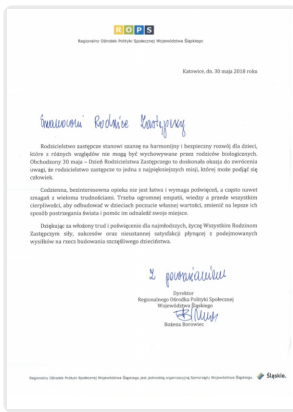 ROPS
Regionalny Ośrodek Polityki Społecznej Województwa Śląskiego
Katowice, dn. 30 maja 2018 roku
Szanowni Rodzice Zastępczy
Rodzicielstwo zastępcze stanowi szansę na harmonijny i bezpieczny rozwój dla dzieci,
które z różnych względów nie mogą być wychowywane przez rodziców biologicznych.
Obchodzony 30 maja – Dzień Rodzicielstwa Zastępczego to doskonała okazja do zwrócenia
uwagi, że rodzicielstwo zastępcze to jedna z najpiękniejszych misji, której może podjąć się
człowiek.
Codzienna, bezinteresowna opieka nie jest łatwa i wymaga poświęceń, a często nawet
zmagań z wieloma trudnościami. Trzeba ogromnej empatii, wiedzy a przede wszystkim
cierpliwości, aby odbudować w dzieciach poczucie własnej wartości, zmienić na lepsze ich
sposób postrzegania świata i pomóc im odnaleźć swoje miejsce.
Dziękując za włożony trud i poświęcenie dla najmłodszych, życzę Wszystkim Rodzinom
Zastępczym siły, sukcesów oraz nieustannej satysfakcji płynącej z podejmowanych
wysiłków na rzecz budowania szczęśliwego dzieciństwa.
Z poważaniem
Dyrektor
Regionalnego Ośrodka Polityki Społecznej
Województwa Śląskiego
Bożena Borowiec
Regionalny Ośrodek Polityki Społecznej Województwa Śląskiego jest jednostką organizacyjną Samorządu Województwa Śląskiego.
Śląskie.